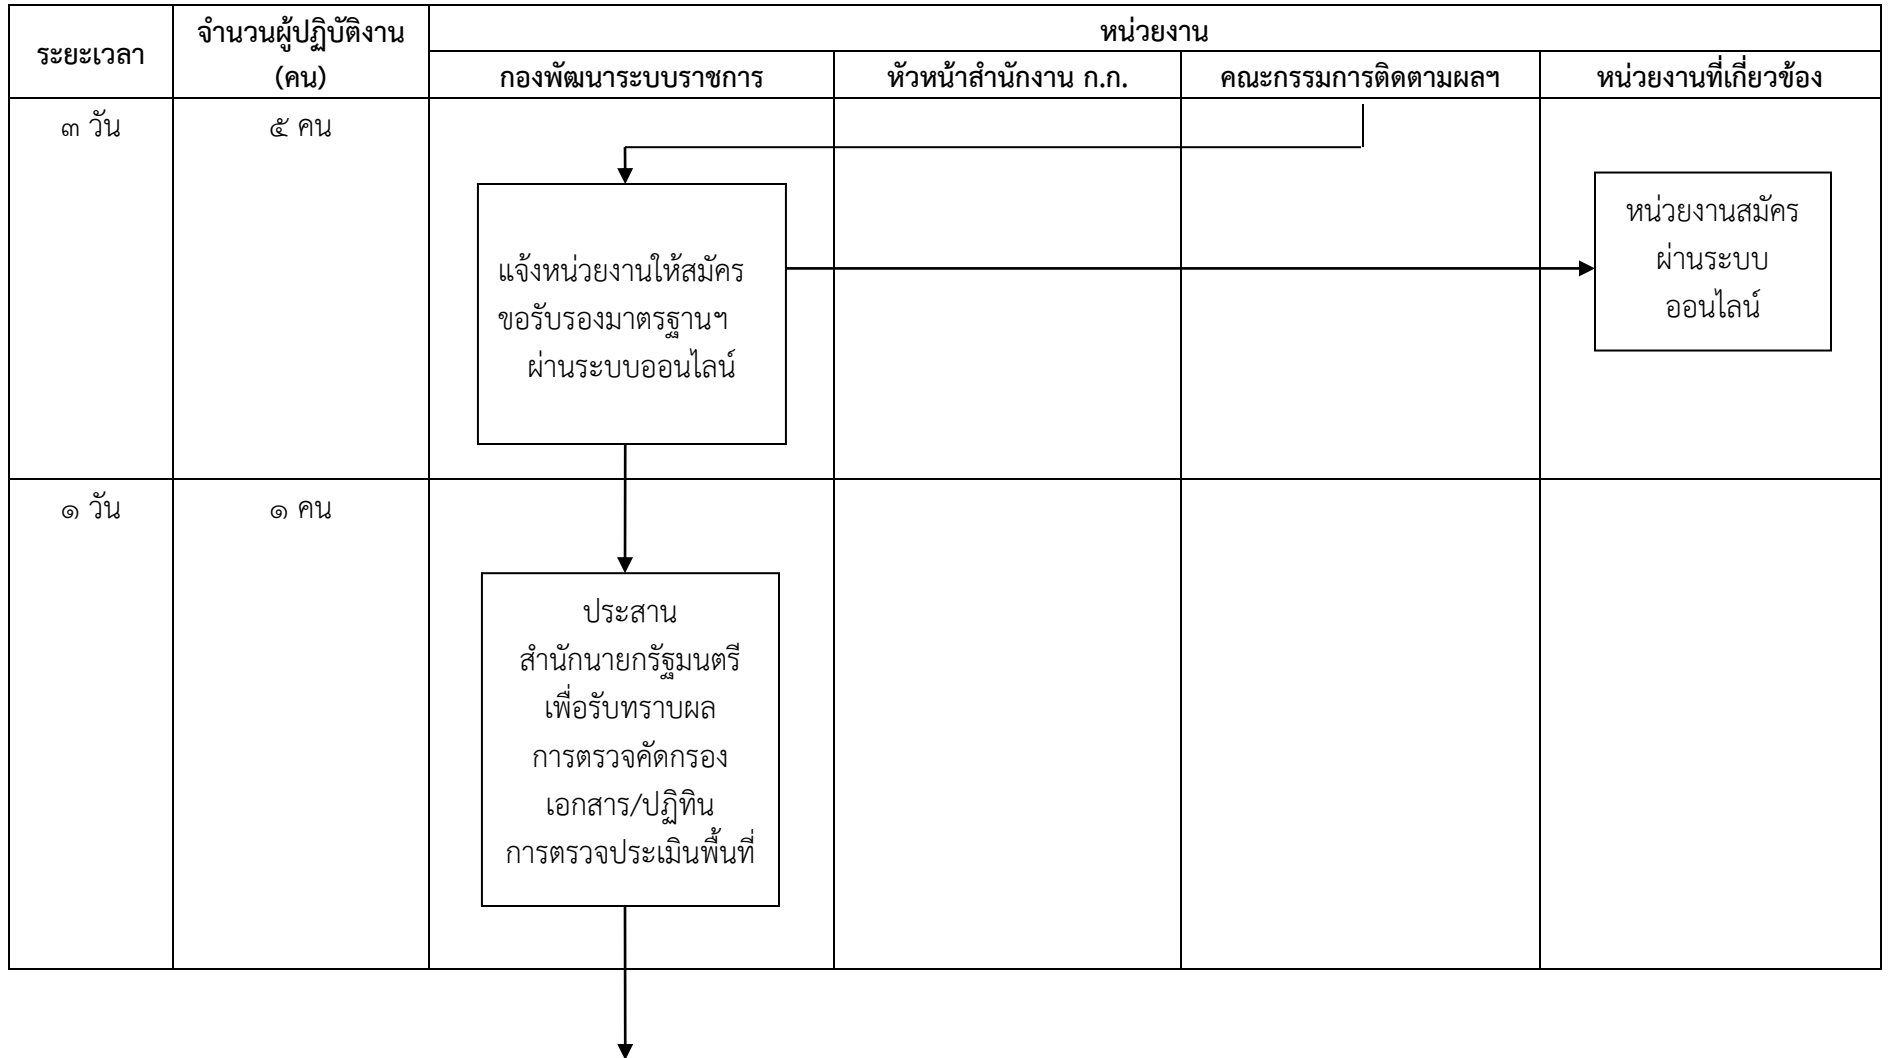 ระยะเวลา
จำนวนผู้ปฏิบัติงาน
(คน)
หน่วยงาน
กองพัฒนาระบบราชการ
หัวหน้าสำนักงาน ก.ก.
คณะกรรมการติดตามผลฯ
หน่วยงานที่เกี่ยวข้อง
๓ วัน
๕ คน
แจ้งหน่วยงานให้สมัคร
ขอรับรองมาตรฐานฯ
ผ่านระบบออนไลน์
หน่วยงานสมัคร
ผ่านระบบ
ออนไลน์
๑ วัน
๑ คน
ประสาน
สำนักนายกรัฐมนตรี
เพื่อรับทราบผล
การตรวจคัดกรอง
เอกสาร/ปฏิทิน
การตรวจประเมินพื้นที่